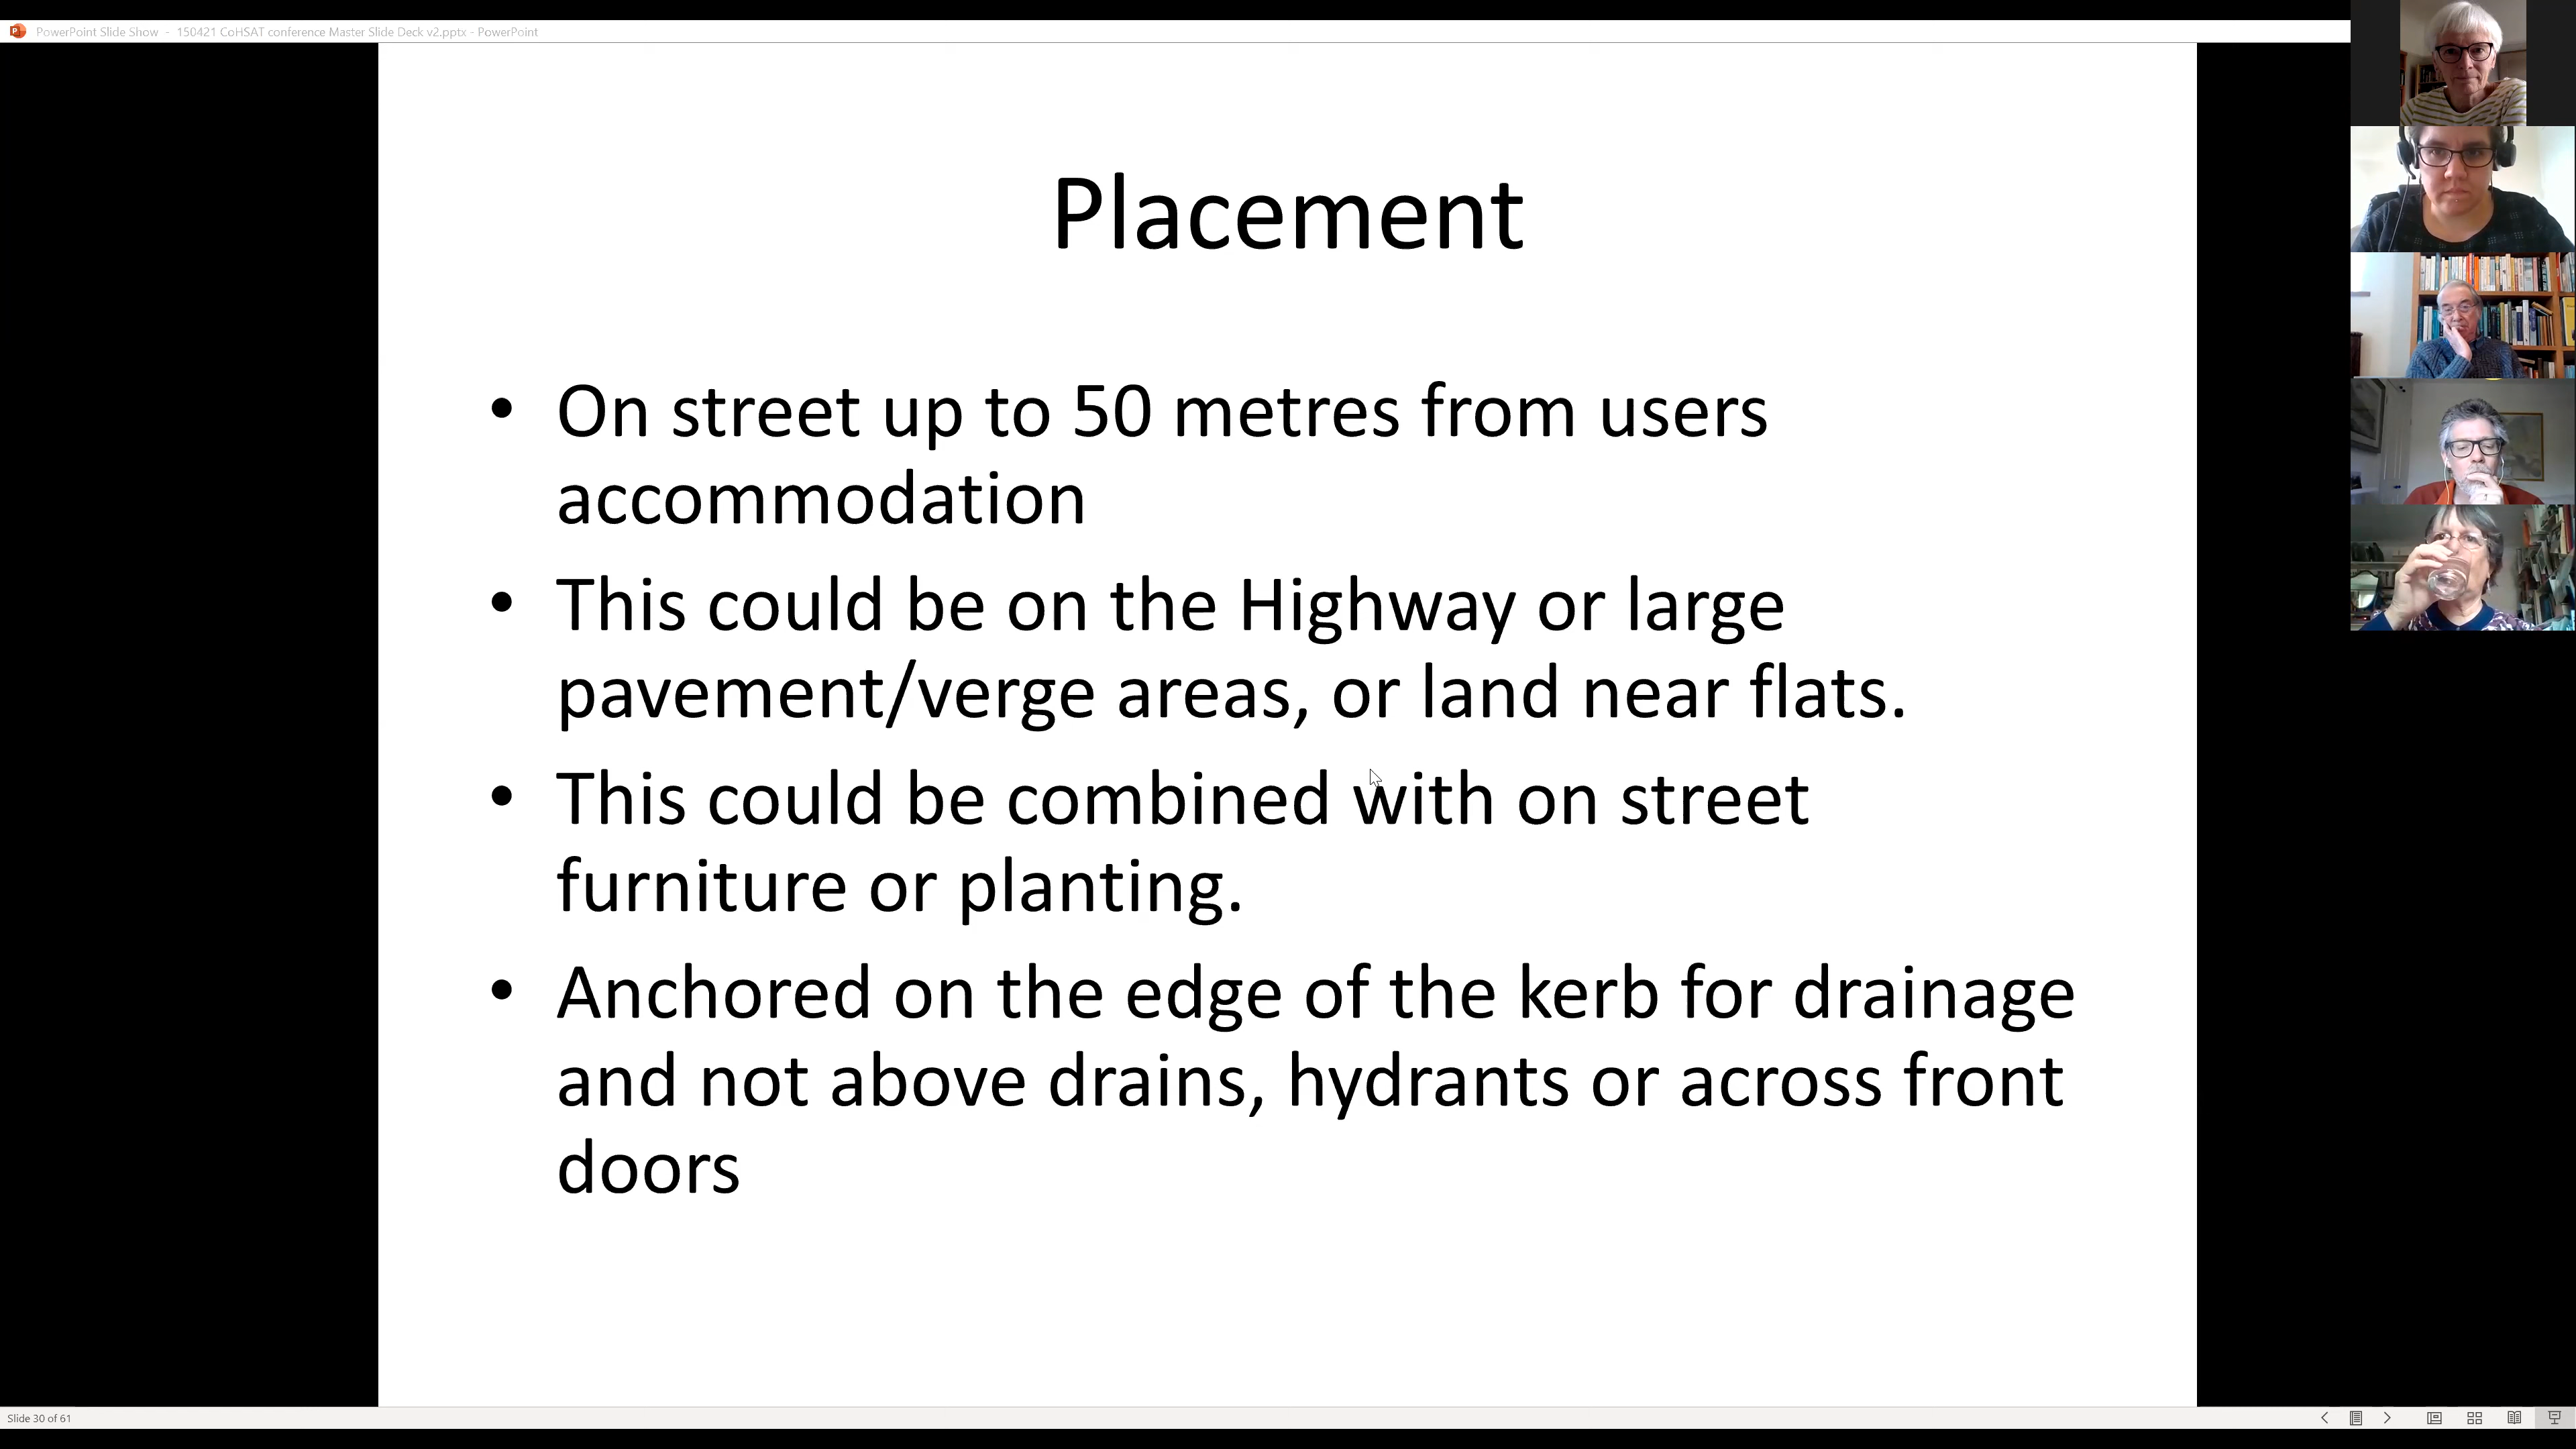 PowerPoint Slide Show - 150421 CoHSAT conference Master Slide Deck v2.pptx - PowerPoint
Placement
• On street up to 50 metres from users
accommodation
• This could be on the Highway or large
pavement/verge areas, or land near flats.
• This could be combined with on street
furniture or planting.
• Anchored on the edge of the kerb for drainage
and not above drains, hydrants or across front
doors
Slide 30 of 61